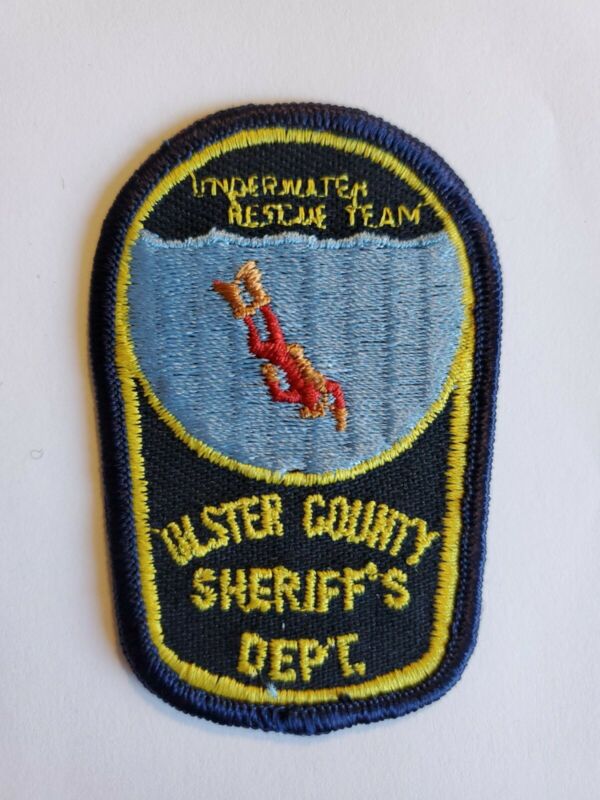 UNDERWATER
RESCUE TEAM
ULSTER COUNTY
SHERIFF'S
DEP'T.